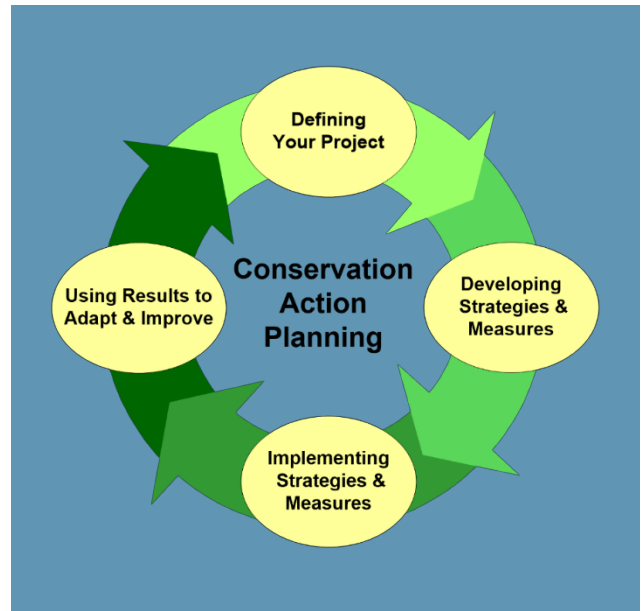 Defining
Your Project
Conservation
Action
Planning
Developing
Strategies &
Measures
Implementing
Strategies &
Measures
Using Results to
Adapt & Improve